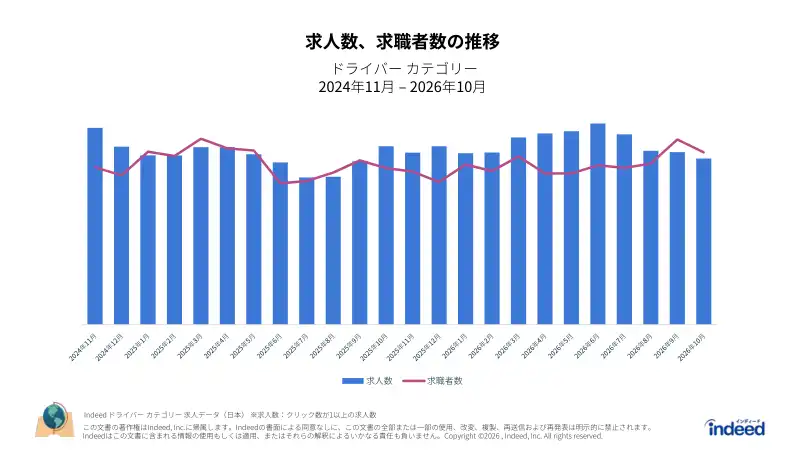 求人数、求職者数の推移
ドライバー カテゴリー
2024年11月 – 2026年10月
2024年11月
2024年12月
2025年1月
2025年2月
2025年3月
2025年4月
2025年5月
2025年6月
2025年7月
2025年8月
2025年9月
2025年10月
2025年11月
2025年12月
2026年1月
2026年2月
2026年3月
2026年4月
2026年5月
2026年6月
2026年7月
2026年8月
2026年9月
2026年10月
求人数 求職者数
Indeed ドライバー カテゴリー 求人データ（日本） ※求人数：クリック数が1以上の求人数
この文書の著作権はIndeed, Inc.に帰属します。Indeedの書面による同意なしに、この文書の全部または一部の使用、改変、複製、再送信および再発表は明示的に禁止されます。
Indeedはこの文書に含まれる情報の使用もしくは適用、またはそれらの解釈によるいかなる責任も負いません。Copyright ©2026 , Indeed, Inc. All rights reserved.
インディード
indeed